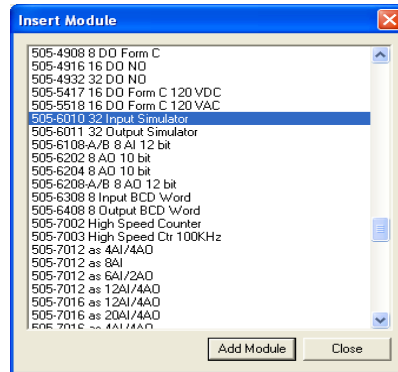 Insert Module
505-4908 8 DO Form C
505-4916 16 DO NO
505-4932 32 DO NO
505-5417 16 DO Form C 120 VDC
505-5518 16 DO Form C 120 VAC
505-6010 32 Input Simulator
505-6011 32 Output Simulator
505-6108-A/B 8 AI 12 bit
505-6202 8 AO 10 bit
505-6204 8 AO 10 bit
505-6208-A/B 8 AO 12 bit
505-6308 8 Input BCD Word
505-6408 8 Output BCD Word
505-7002 High Speed Counter
505-7003 High Speed Ctr 100KHz
505-7012 as 4AI/4AO
505-7012 as 8AI
505-7012 as 6AI/2AO
505-7012 as 12AI/4AO
505-7016 as 12AI/4AO
505-7016 as 20AI/4AO
505-7016 as 4AI/4AO
Add Module
Close